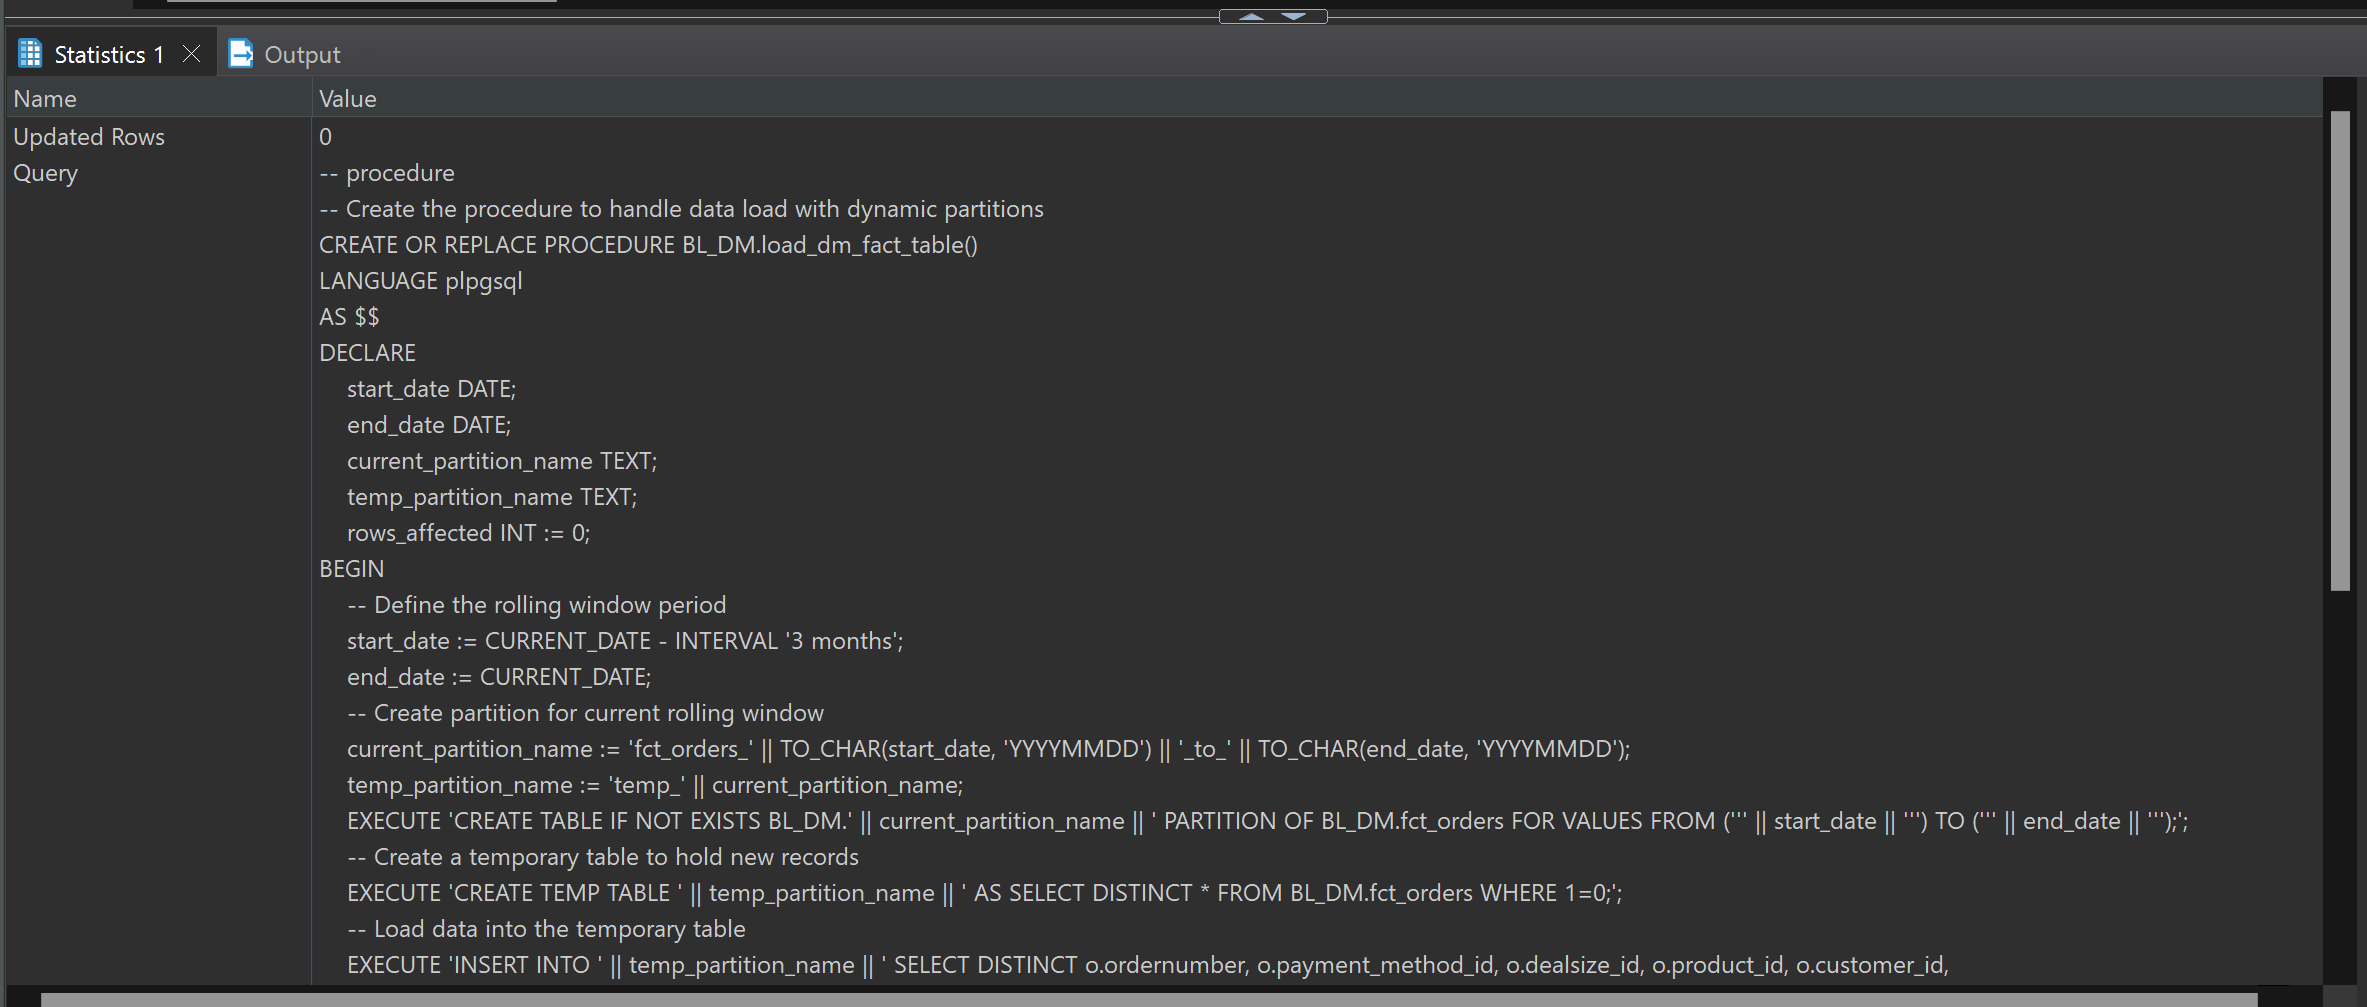 Statistics 1
Output
Name Value
Updated Rows 0
Query -- procedure
-- Create the procedure to handle data load with dynamic partitions
CREATE OR REPLACE PROCEDURE BL_DM.load_dm_fact_table()
LANGUAGE plpgsql
AS $$
DECLARE
start_date DATE;
end_date DATE;
current_partition_name TEXT;
temp_partition_name TEXT;
rows_affected INT := 0;
BEGIN
-- Define the rolling window period
start_date := CURRENT_DATE - INTERVAL '3 months';
end_date := CURRENT_DATE;
-- Create partition for current rolling window
current_partition_name := 'fct_orders_' || TO_CHAR(start_date, 'YYYYMMDD') || '_to_' || TO_CHAR(end_date, 'YYYYMMDD');
temp_partition_name := 'temp_' || current_partition_name;
EXECUTE 'CREATE TABLE IF NOT EXISTS BL_DM.' || current_partition_name || ' PARTITION OF BL_DM.fct_orders FOR VALUES FROM (''' || start_date || ''') TO (''' || end_date || ''');';
-- Create a temporary table to hold new records
EXECUTE 'CREATE TEMP TABLE ' || temp_partition_name || ' AS SELECT DISTINCT * FROM BL_DM.fct_orders WHERE 1=0;';
-- Load data into the temporary table
EXECUTE 'INSERT INTO ' || temp_partition_name || ' SELECT DISTINCT o.ordernumber, o.payment_method_id, o.dealsize_id, o.product_id, o.customer_id,